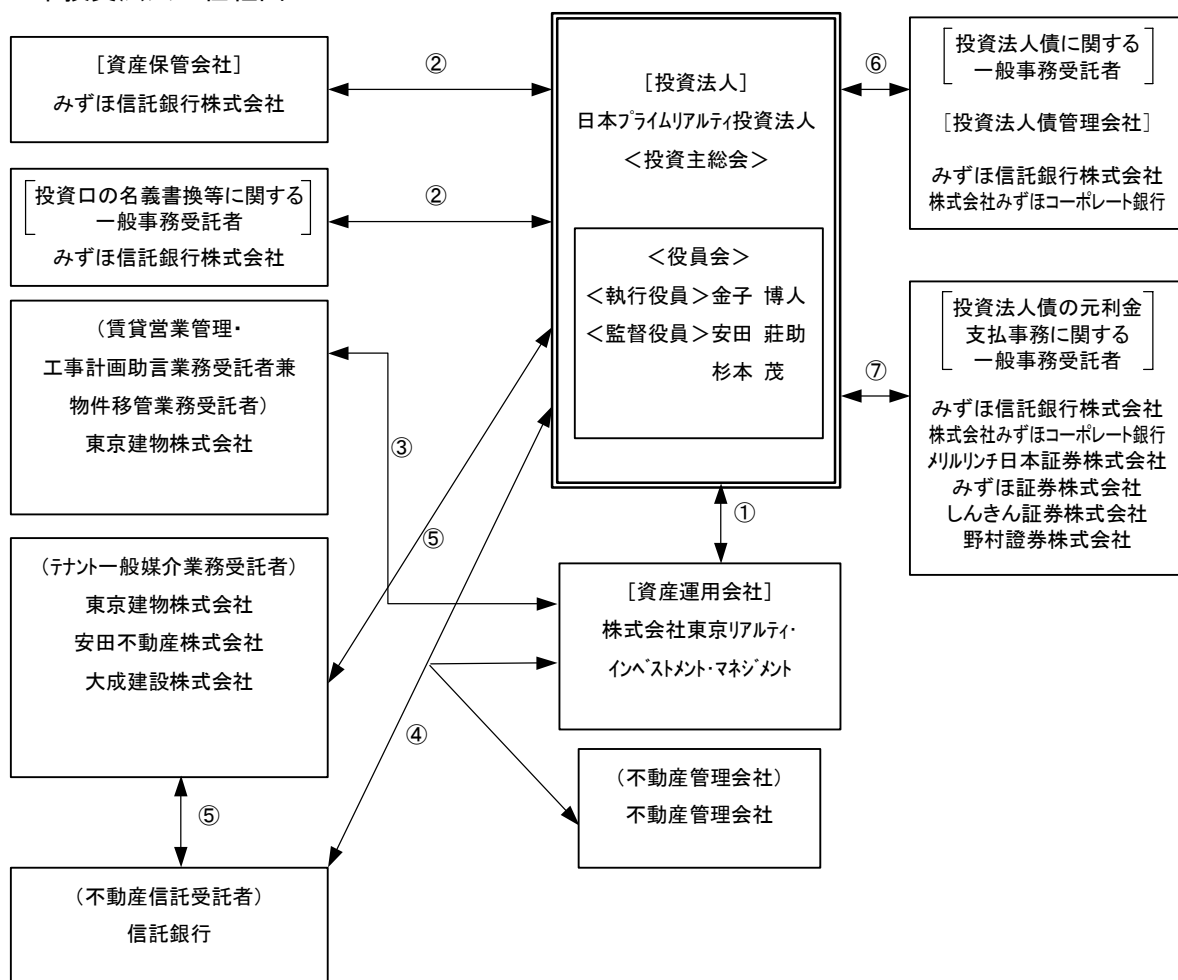 [資産保管会社]
みずほ信託銀行株式会社
②
投資口の名義書換等に関する
一般事務受託者
みずほ信託銀行株式会社
②
(賃貸営業管理・
工事計画助言業務受託者兼
物件移管業務受託者)
東京建物株式会社
③
(テナント一般媒介業務受託者)
東京建物株式会社
安田不動産株式会社
大成建設株式会社
⑤
⑤
④
(不動産信託受託者)
信託銀行
[投資法人]
日本プライムリアルティ投資法人
<投資主総会>
<役員会>
<執行役員>金子 博人
<監督役員>安田 莊助
杉本 茂
①
[資産運用会社]
株式会社東京リアルティ・
インベストメント・マネジメント
(不動産管理会社)
不動産管理会社
⑥
投資法人債に関する
一般事務受託者
[投資法人債管理会社]
みずほ信託銀行株式会社
株式会社みずほコーポレート銀行
⑦
投資法人債の元利金
支払事務に関する
一般事務受託者
みずほ信託銀行株式会社
株式会社みずほコーポレート銀行
メリルリンチ日本証券株式会社
みずほ証券株式会社
しんきん証券株式会社
野村證券株式会社